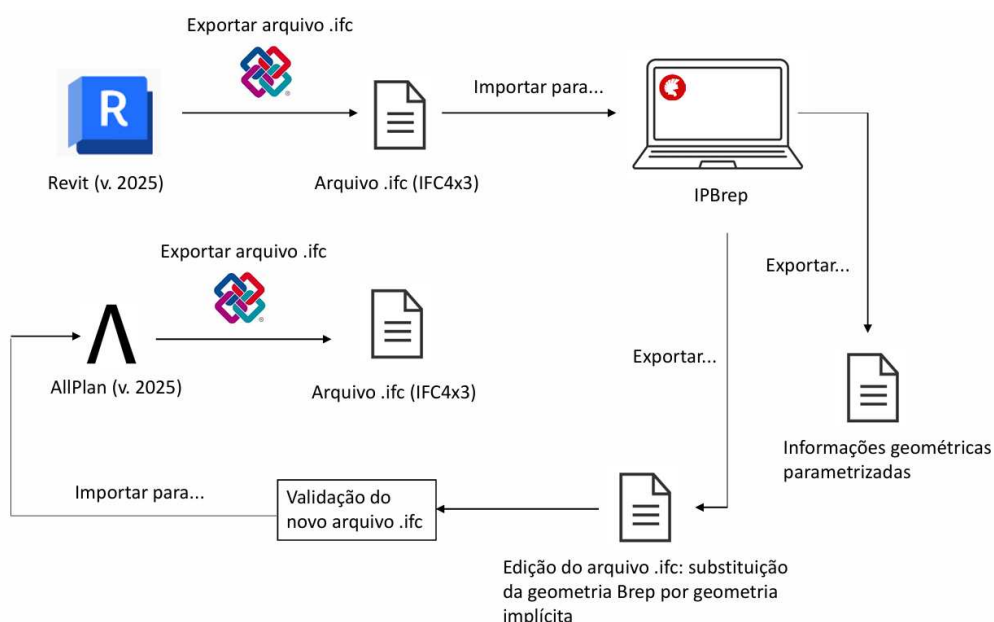 Exportar arquivo .ifc
R
®
Importar para...
Revit (v. 2025)
Arquivo .ifc (IFC4x3)
IPBrep
Exportar arquivo .ifc
®
Exportar...
AllPlan (v. 2025)
Arquivo .ifc (IFC4x3)
Exportar...
Informações geométricas
parametrizadas
Importar para...
Validação do
novo arquivo .ifc
Edição do arquivo .ifc: substituição
da geometria Brep por geometria
implícita